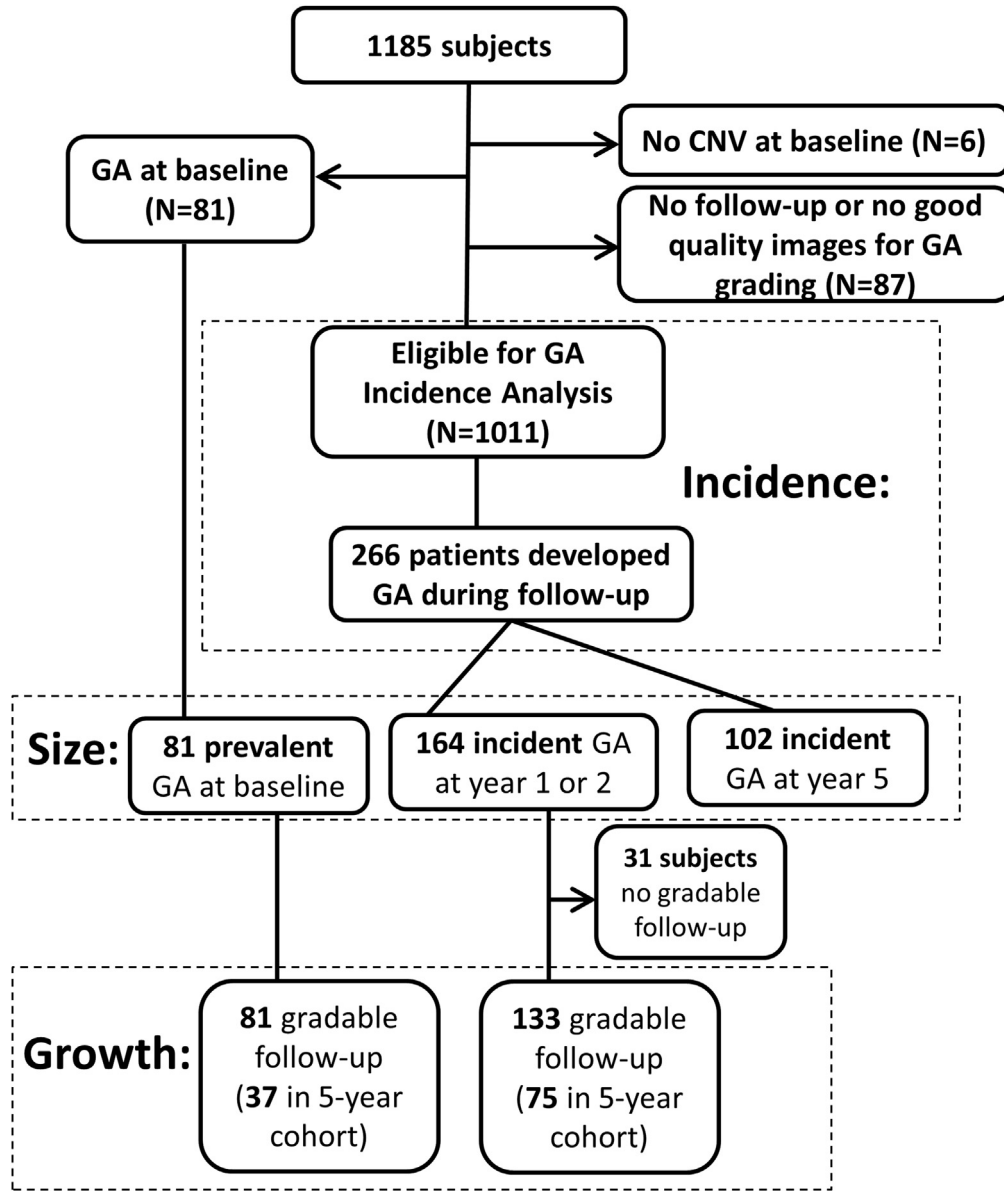 1185 subjects
No CNV at baseline (N=6)
GA at baseline
(N=81)
No follow-up or no good
quality images for GA
grading (N=87)
Eligible for GA
Incidence Analysis
(N=1011)
Incidence:
266 patients developed
GA during follow-up
Size:
81 prevalent
GA at baseline
164 incident GA
at year 1 or 2
102 incident
GA at year 5
31 subjects
no gradable
follow-up
Growth:
81 gradable
follow-up
(37 in 5-year
cohort)
133 gradable
follow-up
(75 in 5-year
cohort)